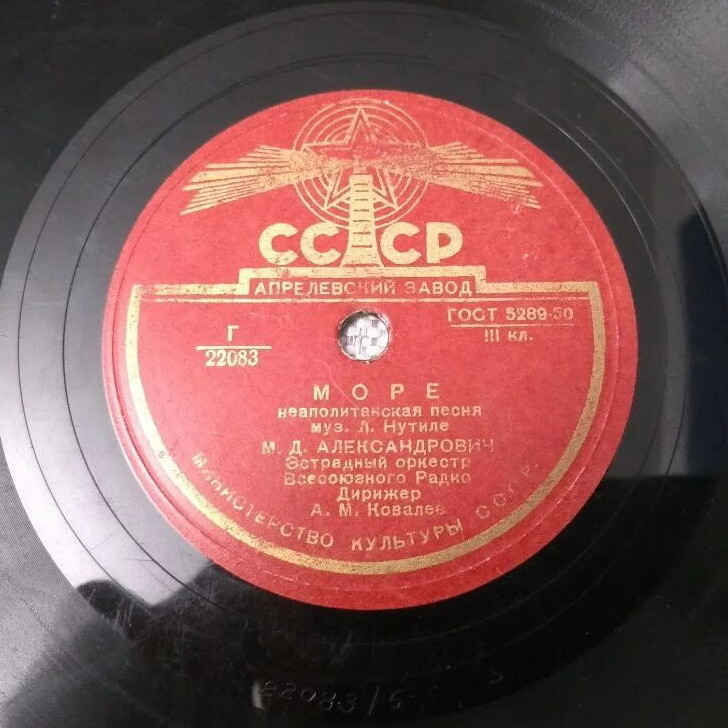 СССР
АПРЕЛЕВСКИЙ ЗАВОД
Г
22083
ГОСТ 5289-50
III кл.
МОРЕ
неаполитанская песня
муз. Л. Нутиле
М. Д. АЛЕКСАНДРОВИЧ
Эстрадный оркестр
Всесоюзного Радио
Дирижер
А. М. Ковалев
МИНИСТЕРСТВО КУЛЬТУРЫ СССР